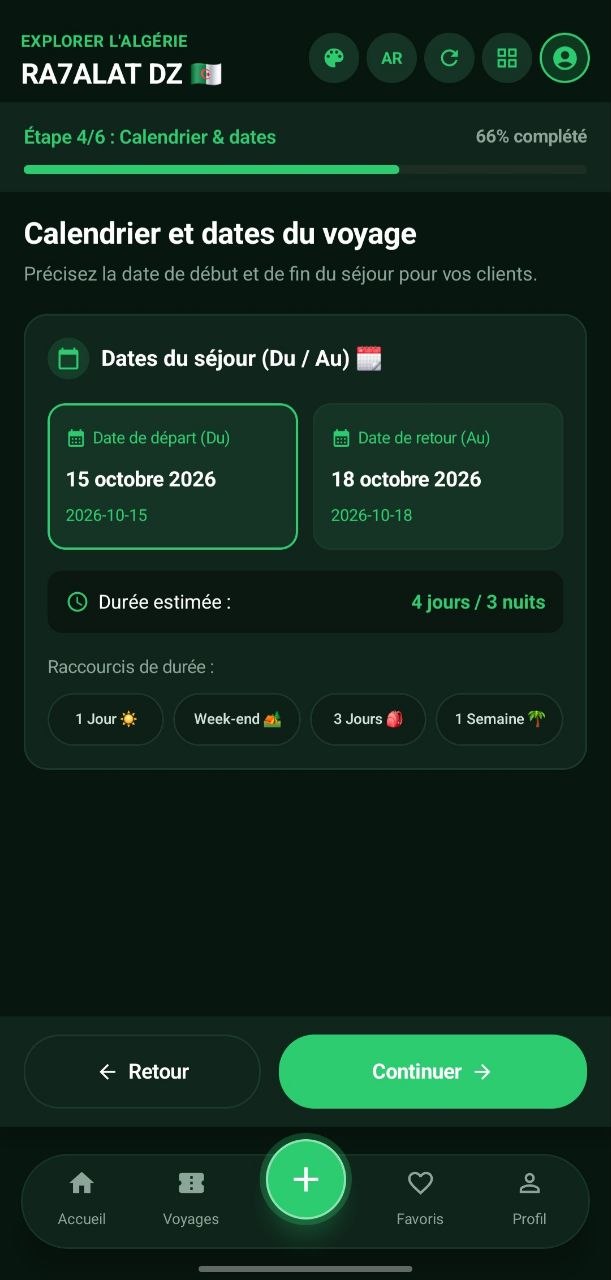 EXPLORER L'ALGÉRIE
RA7ALAT DZ 🇩🇿
AR
Étape 4/6 : Calendrier & dates
66% complété
Calendrier et dates du voyage
Précisez la date de début et de fin du séjour pour vos clients.
Dates du séjour (Du / Au) 🗓️
Date de départ (Du)
15 octobre 2026
2026-10-15
Date de retour (Au)
18 octobre 2026
2026-10-18
Durée estimée :
4 jours / 3 nuits
Raccourcis de durée :
1 Jour ☀️
Week-end 🏕️
3 Jours 🎒
1 Semaine 🌴
← Retour
Continuer →
Accueil
Voyages
Favoris
Profil